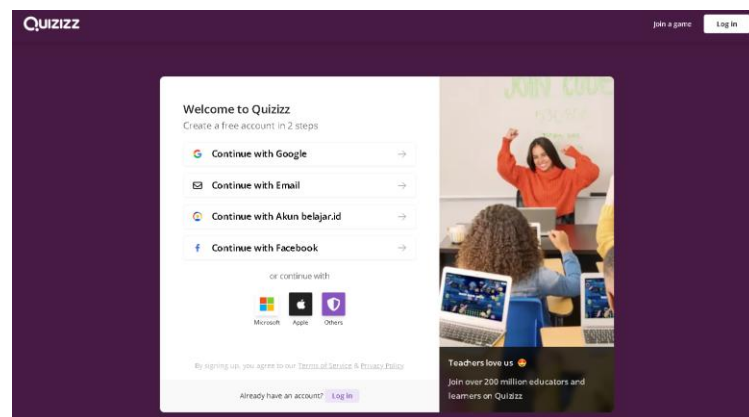 QUIZIZZ
Join a game
Log in
Welcome to Quizizz
Create a free account in 2 steps
Continue with Google
Continue with Email
Continue with Akun belajar.id
Continue with Facebook
or continue with
Microsoft Apple Others
By signing up, you agree to our Terms of Service & Privacy Policy
Already have an account? Log in
JOIN CODE
Teachers love us 😍
Join over 200 million educators and
learners on Quizizz